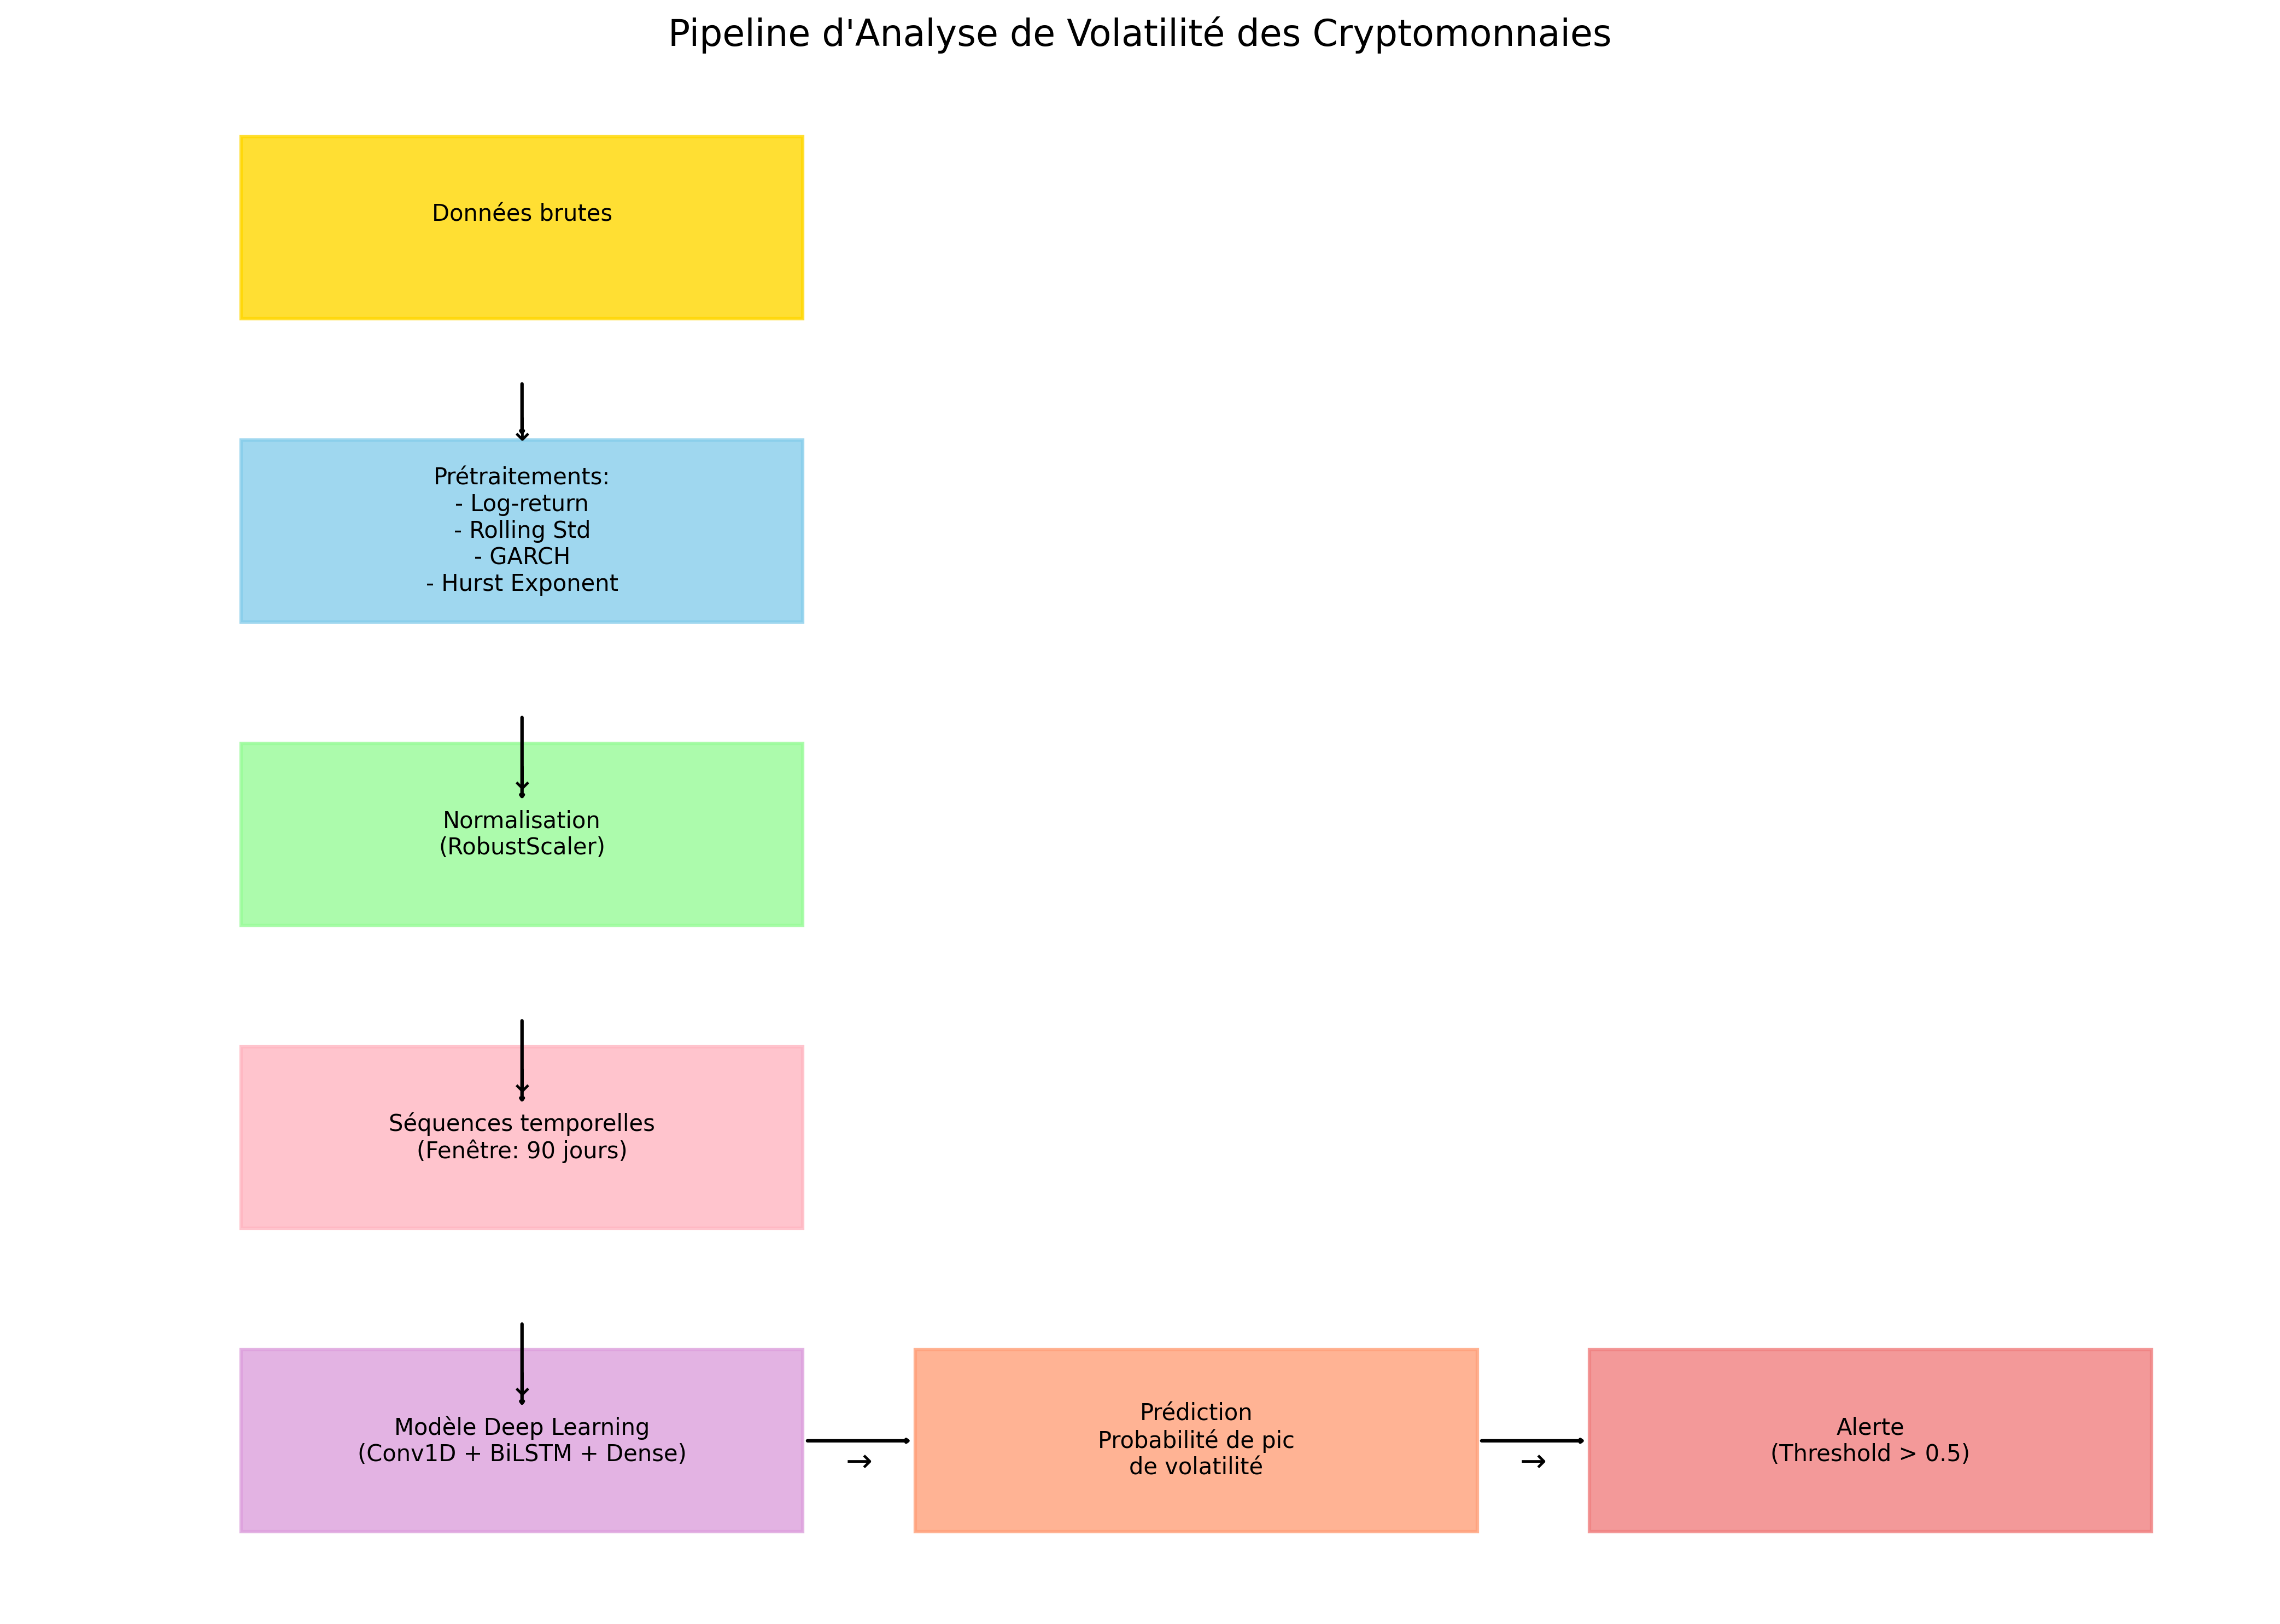 Pipeline d'Analyse de Volatilité des Cryptomonnaies
Données brutes
Prétraitements:
- Log-return
- Rolling Std
- GARCH
- Hurst Exponent
Normalisation
(RobustScaler)
Séquences temporelles
(Fenêtre: 90 jours)
Modèle Deep Learning
(Conv1D + BiLSTM + Dense)
→
Prédiction
Probabilité de pic
de volatilité
→
Alerte
(Threshold > 0.5)